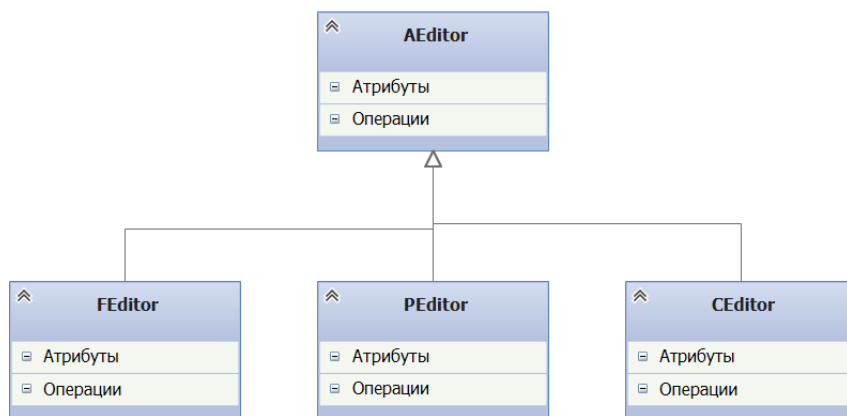 AEditor
Атрибуты
Операции
FEditor
Атрибуты
Операции
PEditor
Атрибуты
Операции
CEditor
Атрибуты
Операции